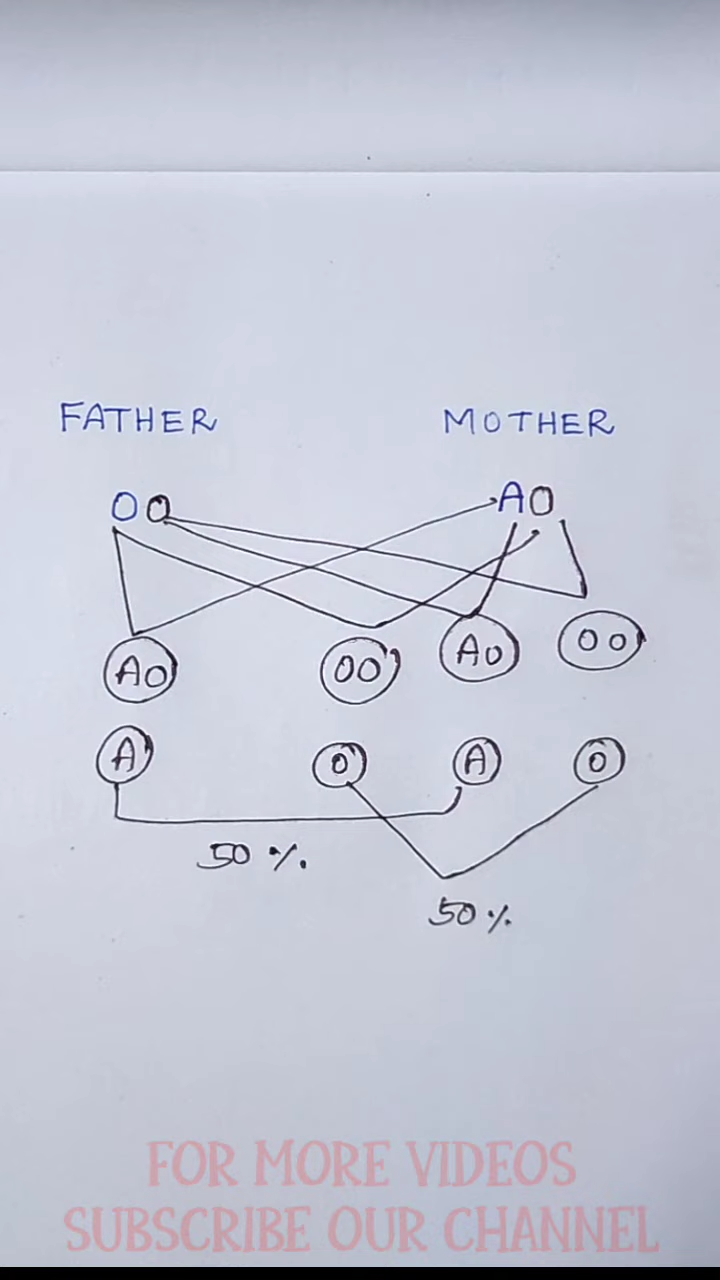 FATHER MOTHER
OO AO
AO OO AO OO
A O A O
50 %
50 %
FOR MORE VIDEOS
SUBSCRIBE OUR CHANNEL